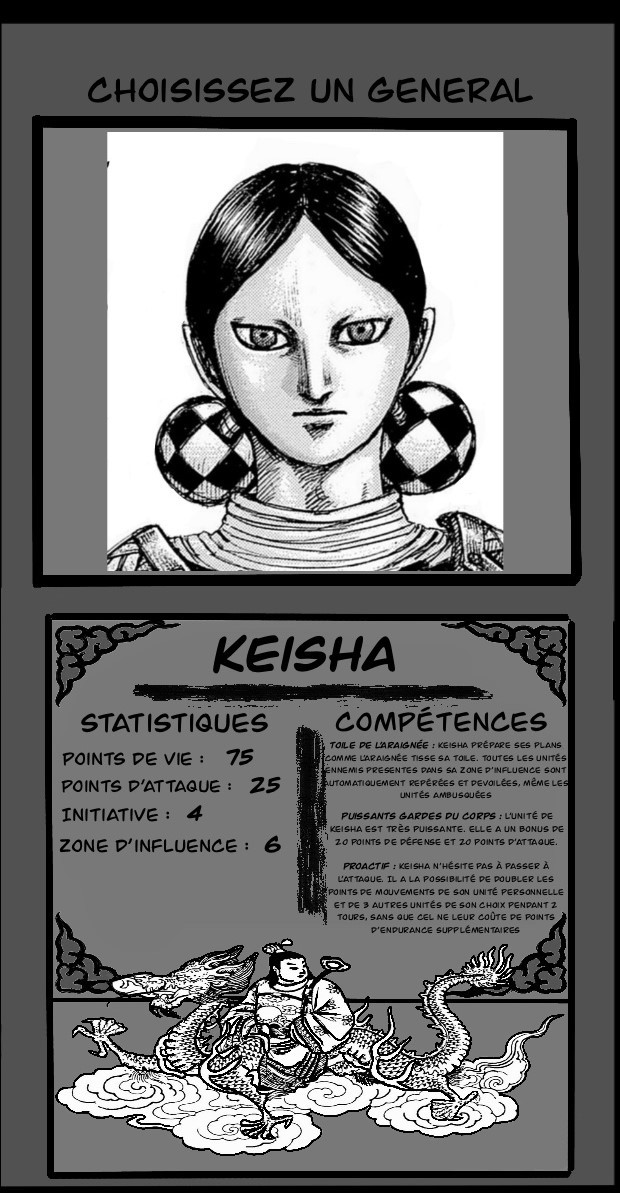 CHOISISSEZ UN GENERAL
KEISHA
STATISTIQUES
POINTS DE VIE : 75
POINTS D'ATTAQUE : 25
INITIATIVE : 4
ZONE D'INFLUENCE : 6
COMPÉTENCES
TOILE DE L'ARAIGNÉE : KEISHA PRÉPARE SES PLANS
COMME L'ARAIGNÉE TISSE SA TOILE. TOUTES LES UNITÉS
ENNEMIS PRESENTES DANS SA ZONE D'INFLUENCE SONT
AUTOMATIQUEMENT REPÉRÉES ET DEVOILÉES, MÊME LES
UNITÉS AMBUSQUÉES
PUISSANTS GARDES DU CORPS : L'UNITÉ DE
KEISHA EST TRÈS PUISSANTE. ELLE A UN BONUS DE
20 POINTS DE DÉFENSE ET 20 POINTS D'ATTAQUE.
PROACTIF : KEISHA N'HÉSITE PAS À PASSER À
L'ATTAQUE. IL A LA POSSIBILITÉ DE DOUBLER LES
POINTS DE MOUVEMENTS DE SON UNITÉ PERSONNELLE
ET DE 3 AUTRES UNITÉS DE SON CHOIX PENDANT 2
TOURS, SANS QUE CEL NE LEUR COÛTE DE POINTS
D'ENDURANCE SUPPLÉMENTAIRES